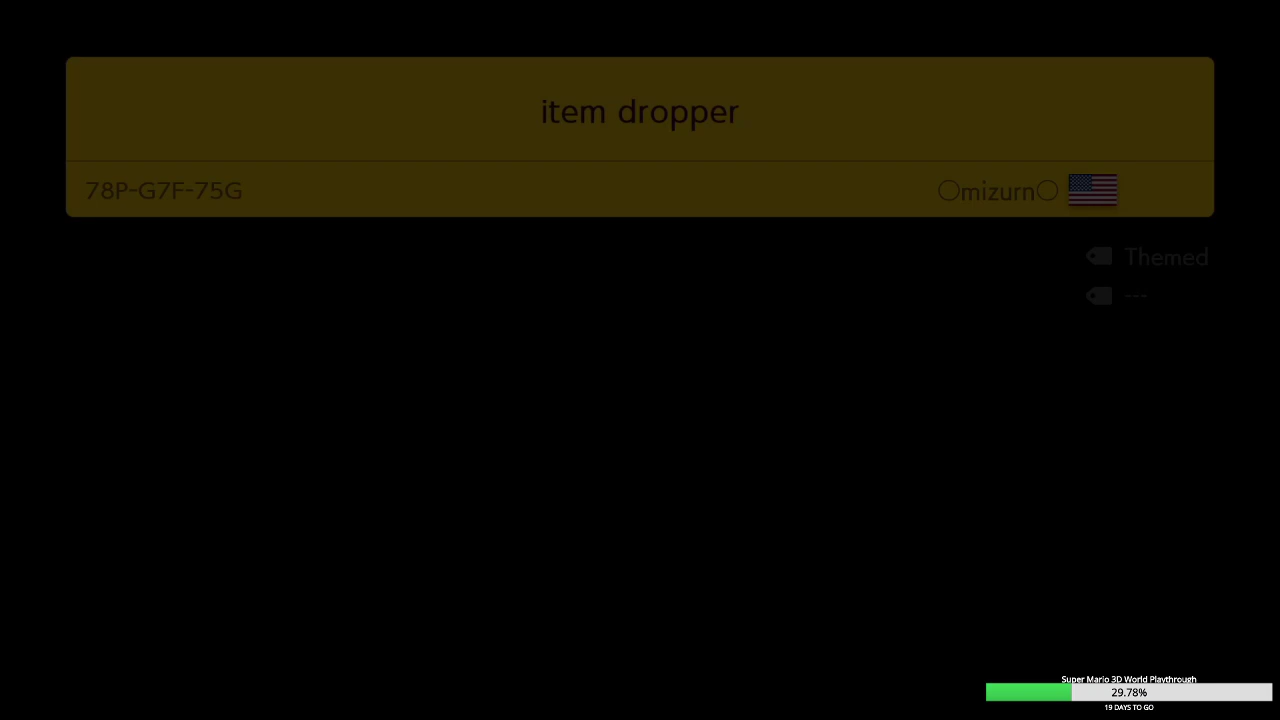 item dropper
78P-G7F-75G
○mizurn○
Themed
---
Super Mario 3D World Playthrough
29.78%
19 DAYS TO GO